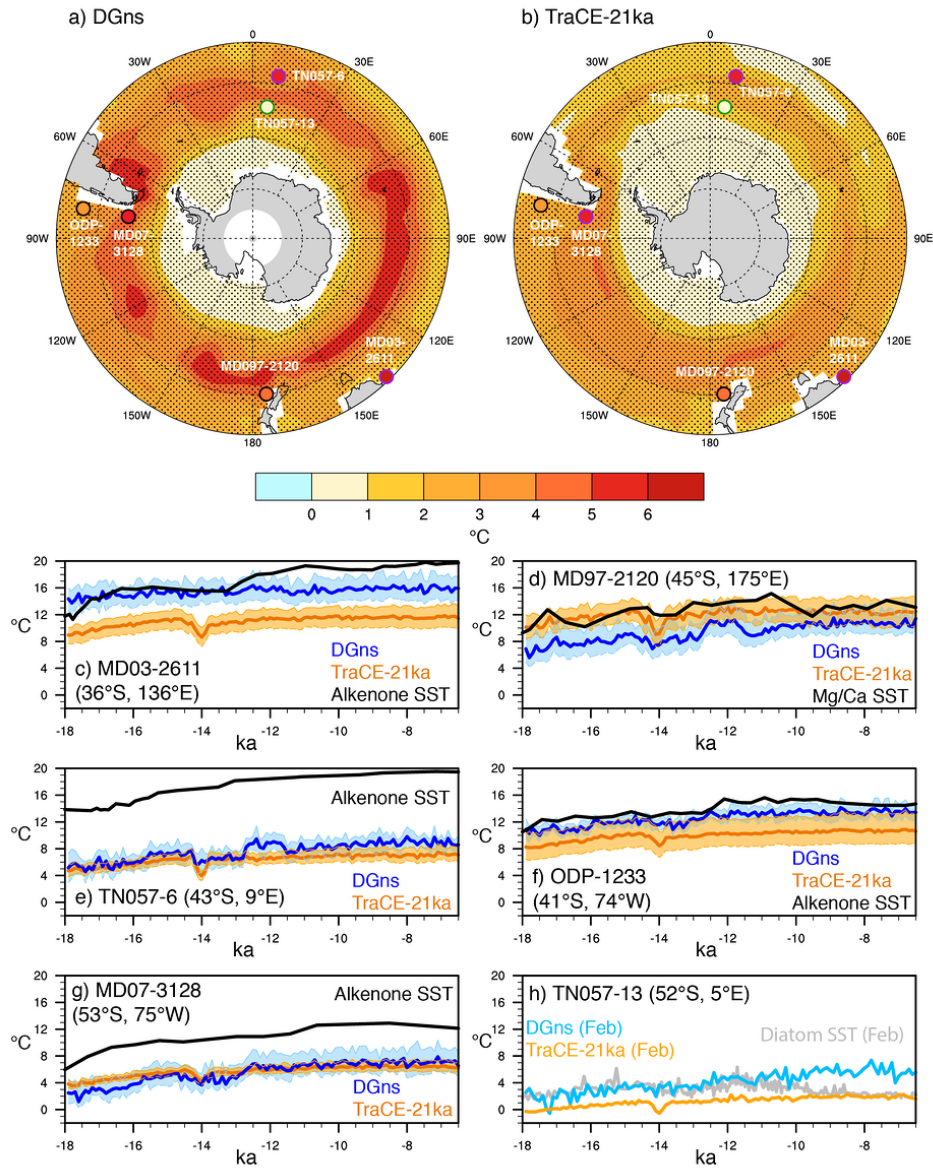 a) DGns
b) TraCE-21ka
0
30W
30E
60W
60E
90W
90E
120W
120E
150W
150E
180
TN057-6
TN057-13
ODP-
1233
MD07-
3128
MD097-2120
MD03-
2611
0
30W
30E
60W
60E
90W
90E
120W
120E
150W
150E
180
TN057-13
TN057-6
ODP-
1233
MD07-
3128
MD097-2120
MD03-
2611
0 1 2 3 4 5 6
°C
20
16
12
8
4
0
°C
c) MD03-2611
(36°S, 136°E)
DGns
TraCE-21ka
Alkenone SST
-18 -16 -14 -12 -10 -8
ka
20
16
12
8
4
0
°C
d) MD97-2120 (45°S, 175°E)
DGns
TraCE-21ka
Mg/Ca SST
-18 -16 -14 -12 -10 -8
ka
20
16
12
8
4
0
°C
Alkenone SST
DGns
e) TN057-6 (43°S, 9°E)
TraCE-21ka
-18 -16 -14 -12 -10 -8
ka
20
16
12
8
4
0
°C
DGns
f) ODP-1233
TraCE-21ka
(41°S, 74°W)
Alkenone SST
-18 -16 -14 -12 -10 -8
ka
20
16
12
8
4
0
°C
g) MD07-3128
(53°S, 75°W)
Alkenone SST
DGns
TraCE-21ka
-18 -16 -14 -12 -10 -8
ka
20
16
12
8
4
0
°C
h) TN057-13 (52°S, 5°E)
DGns (Feb)
TraCE-21ka (Feb)
Diatom SST (Feb)
-18 -16 -14 -12 -10 -8
ka